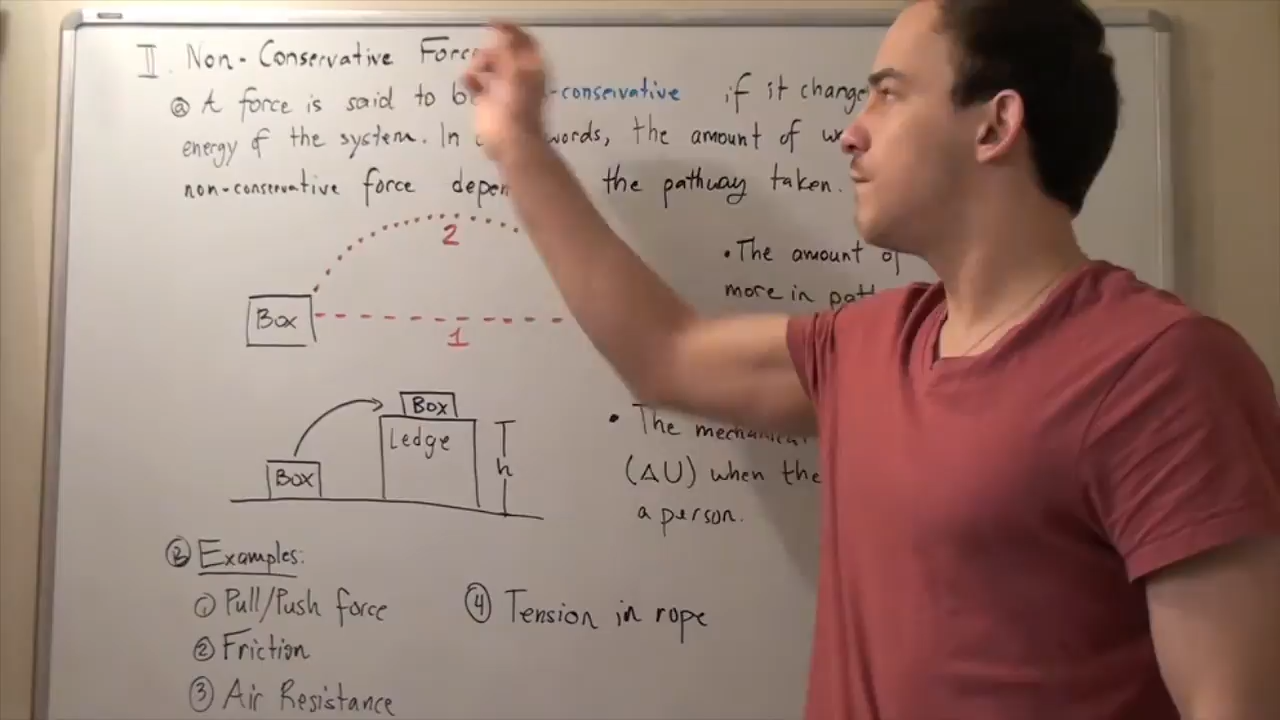 II. Non-Conservative
ⓐ A force is said to -conservative if it
energy of the system. In words, the amount of
non-conservative force the pathway taken.
2
• The amount of
more in
Box
1
Box
Ledge
h
Box
• The mechanical
(ΔU) when the
a person.
Ⓑ Examples:
① Pull/Push force
④ Tension in rope
② Friction
③ Air Resistance